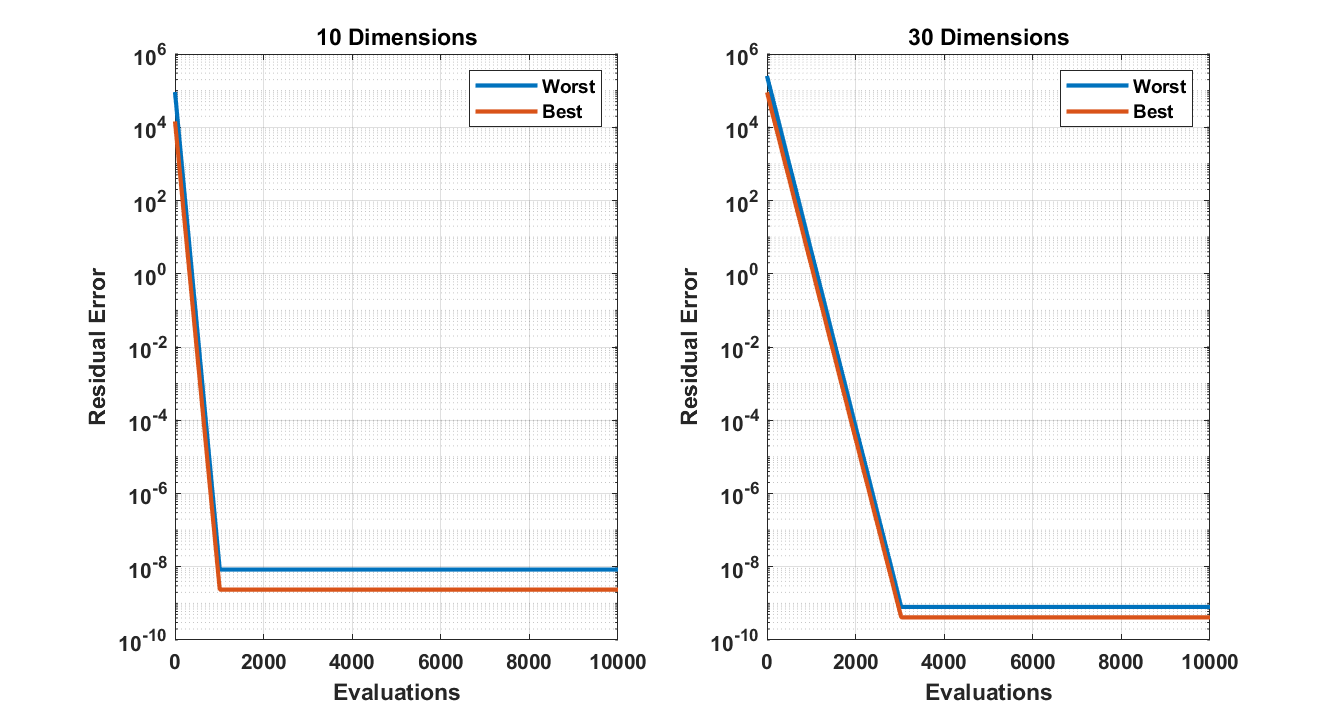 10 Dimensions
10^6
10^4
10^2
10^0
10^-2
10^-4
10^-6
10^-8
10^-10
Residual Error
Worst
Best
0 2000 4000 6000 8000 10000
Evaluations
30 Dimensions
10^6
10^4
10^2
10^0
10^-2
10^-4
10^-6
10^-8
10^-10
Residual Error
Worst
Best
0 2000 4000 6000 8000 10000
Evaluations